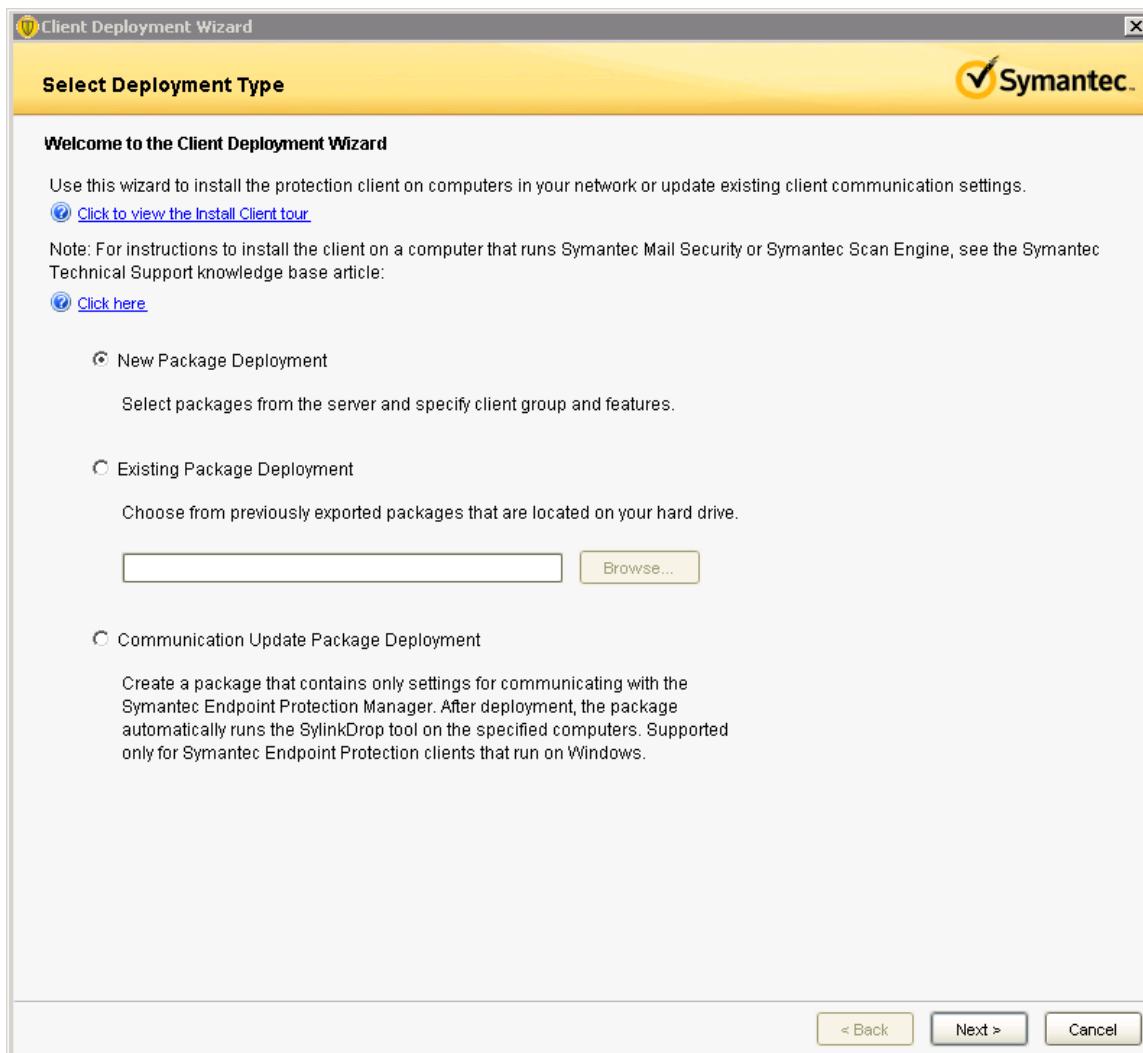 Client Deployment Wizard
Select Deployment Type
Symantec.
Welcome to the Client Deployment Wizard
Use this wizard to install the protection client on computers in your network or update existing client communication settings.
Click to view the Install Client tour
Note: For instructions to install the client on a computer that runs Symantec Mail Security or Symantec Scan Engine, see the Symantec
Technical Support knowledge base article:
Click here
New Package Deployment
Select packages from the server and specify client group and features.
Existing Package Deployment
Choose from previously exported packages that are located on your hard drive.
Browse...
Communication Update Package Deployment
Create a package that contains only settings for communicating with the
Symantec Endpoint Protection Manager. After deployment, the package
automatically runs the SylinkDrop tool on the specified computers. Supported
only for Symantec Endpoint Protection clients that run on Windows.
< Back
Next >
Cancel